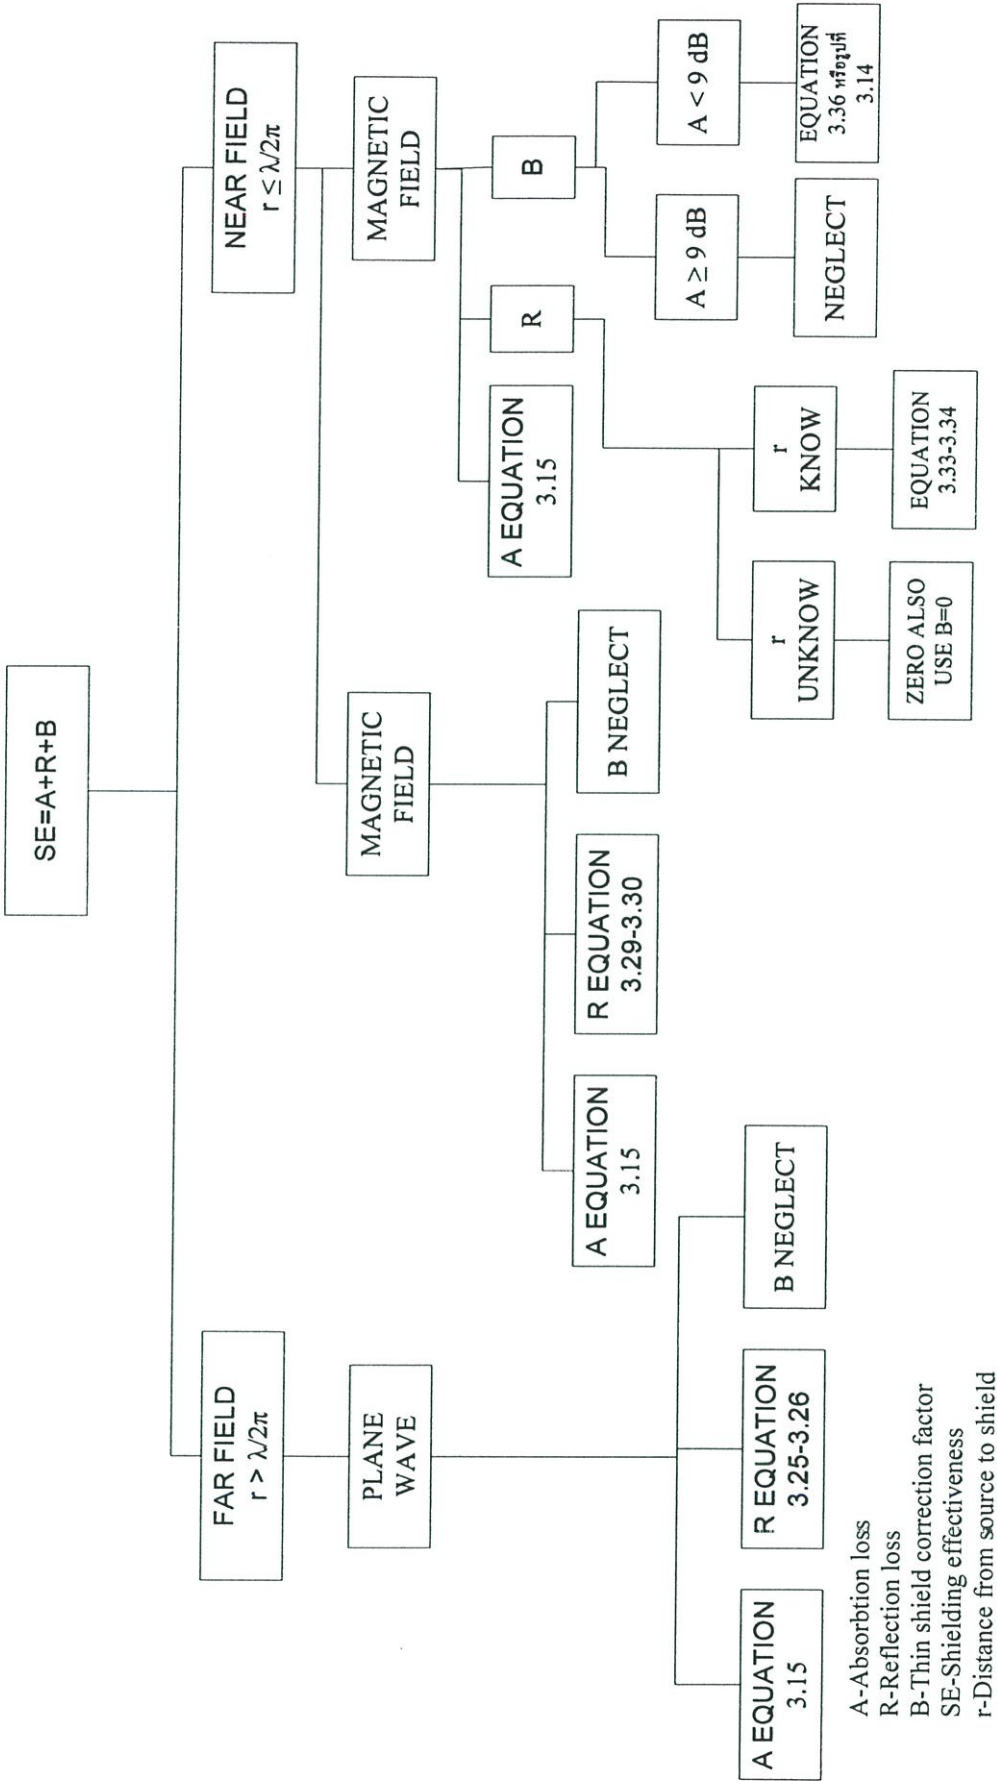 SE=A+R+B
FAR FIELD
r > λ/2π
NEAR FIELD
r ≤ λ/2π
PLANE
WAVE
MAGNETIC
FIELD
MAGNETIC
FIELD
A EQUATION
3.15
R EQUATION
3.25-3.26
B NEGLECT
A EQUATION
3.15
R EQUATION
3.29-3.30
B NEGLECT
A EQUATION
3.15
R
B
r
UNKNOW
r
KNOW
A ≥ 9 dB
A < 9 dB
ZERO ALSO
USE B=0
EQUATION
3.33-3.34
NEGLECT
EQUATION
3.36 หรือรูปที่
3.14
A-Absorbtion loss
R-Reflection loss
B-Thin shield correction factor
SE-Shielding effectiveness
r-Distance from source to shield